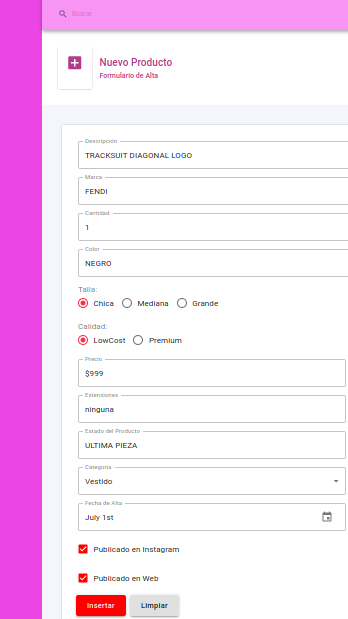 Buscar
Nuevo Producto
Formulario de Alta
Descripción
TRACKSUIT DIAGONAL LOGO
Marca
FENDI
Cantidad
1
Color
NEGRO
Talla:
Chica Mediana Grande
Calidad:
LowCost Premium
Precio
$999
Extensiones
ninguna
Estado del Producto
ULTIMA PIEZA
Categoria
Vestido
Fecha de Alta
July 1st
Publicado en Instagram
Publicado en Web
Insertar Limpiar